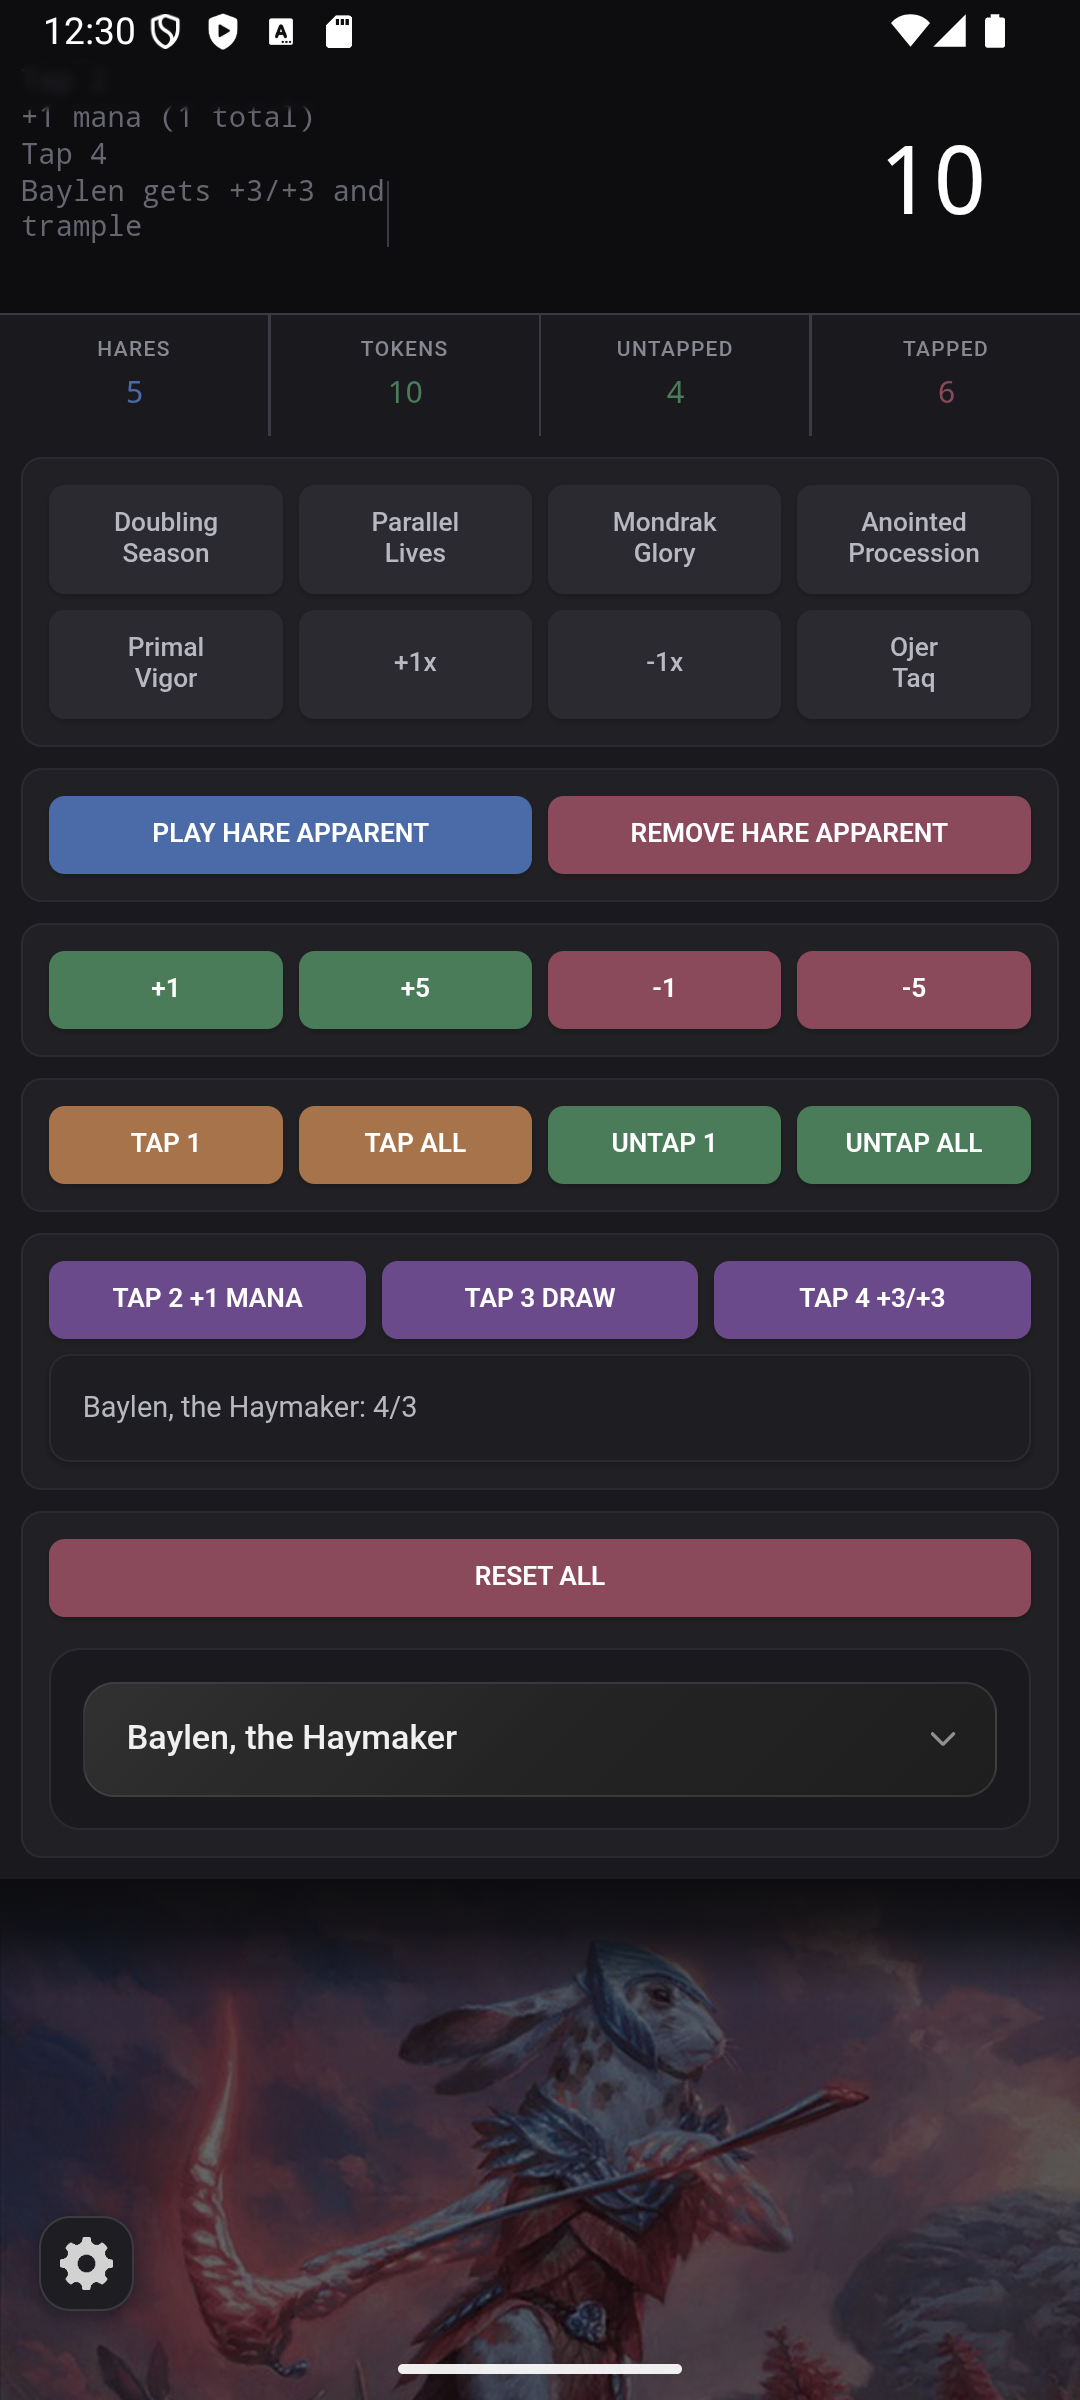 12:30
+1 mana (1 total)
Tap 4
Baylen gets +3/+3 and
trample
10
HARES
5
TOKENS
10
UNTAPPED
4
TAPPED
6
Doubling
Season
Parallel
Lives
Mondrak
Glory
Anointed
Procession
Primal
Vigor
+1x
-1x
Ojer
Taq
PLAY HARE APPARENT
REMOVE HARE APPARENT
+1
+5
-1
-5
TAP 1
TAP ALL
UNTAP 1
UNTAP ALL
TAP 2 +1 MANA
TAP 3 DRAW
TAP 4 +3/+3
Baylen, the Haymaker: 4/3
RESET ALL
Baylen, the Haymaker